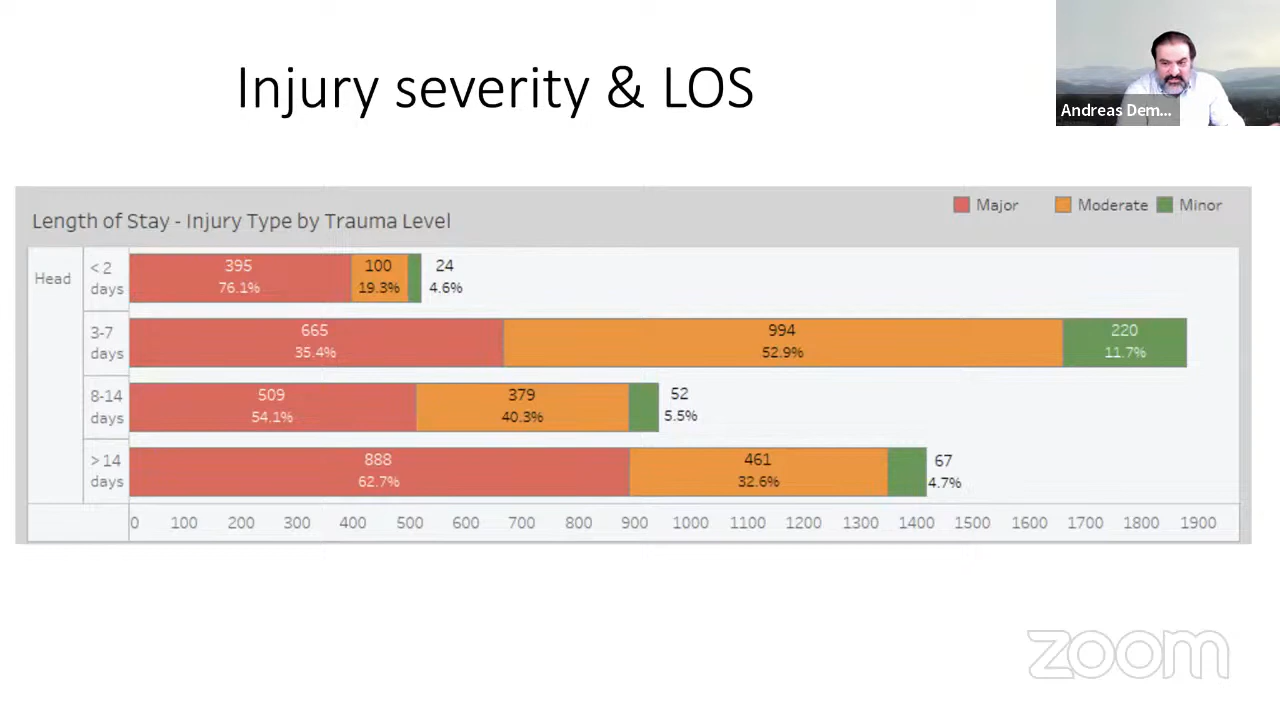 Injury severity & LOS
Andreas Dem...
Length of Stay - Injury Type by Trauma Level
Major Moderate Minor
Head
< 2
days
395
76.1%
100
19.3%
24
4.6%
3-7
days
665
35.4%
994
52.9%
220
11.7%
8-14
days
509
54.1%
379
40.3%
52
5.5%
> 14
days
888
62.7%
461
32.6%
67
4.7%
0 100 200 300 400 500 600 700 800 900 1000 1100 1200 1300 1400 1500 1600 1700 1800 1900
zoom